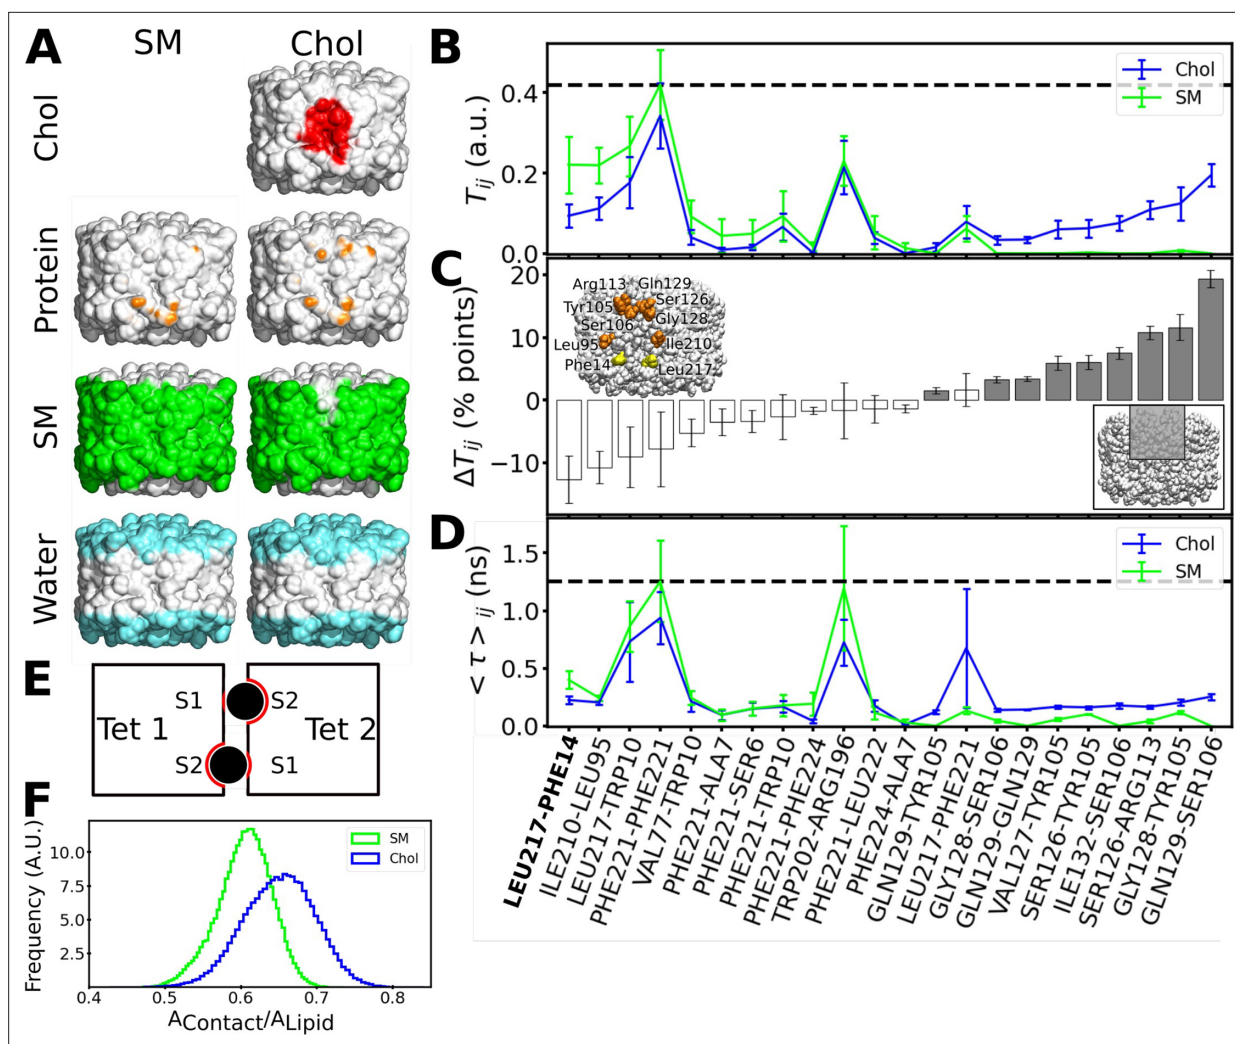 A
SM
Chol
Chol
Protein
SM
Water
B
0.4
0.2
0.0
Tij (a.u.)
Chol
SM
C
20
10
0
−10
ΔTij (% points)
Arg113
Gln129
Tyr105
Ser126
Ser106
Gly128
Leu95
Ile210
Phe14
Leu217
D
1.5
1.0
0.5
0.0
< τ >ij (ns)
Chol
SM
LEU217-PHE14
ILE210-LEU95
LEU217-TRP10
PHE221-PHE221
VAL77-TRP10
PHE221-ALA7
PHE221-SER6
PHE221-TRP10
PHE221-PHE224
TRP202-ARG196
PHE221-LEU222
PHE224-ALA7
GLN129-TYR105
LEU217-PHE221
GLY128-SER106
GLN129-GLN129
VAL127-TYR105
SER126-TYR105
ILE132-SER106
SER126-ARG113
GLY128-TYR105
GLN129-SER106
E
S1
S2
Tet 1
Tet 2
S2
S1
F
Frequency (A.U.)
10.0
7.5
5.0
2.5
SM
Chol
0.4
0.5
0.6
0.7
0.8
AContact/ALipid